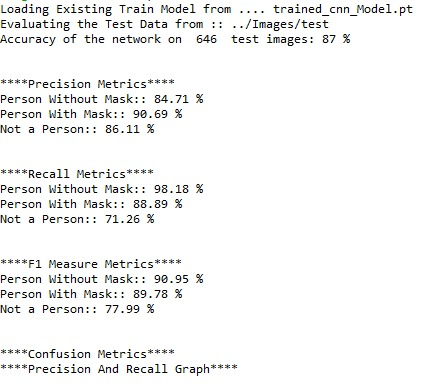 Loading Existing Train Model from .... trained_cnn_Model.pt
Evaluating the Test Data from :: ../Images/test
Accuracy of the network on  646  test images: 87 %
****Precision Metrics****
Person Without Mask:: 84.71 %
Person With Mask:: 90.69 %
Not a Person:: 86.11 %
****Recall Metrics****
Person Without Mask:: 98.18 %
Person With Mask:: 88.89 %
Not a Person:: 71.26 %
****F1 Measure Metrics****
Person Without Mask:: 90.95 %
Person With Mask:: 89.78 %
Not a Person:: 77.99 %
****Confusion Metrics****
****Precision And Recall Graph****